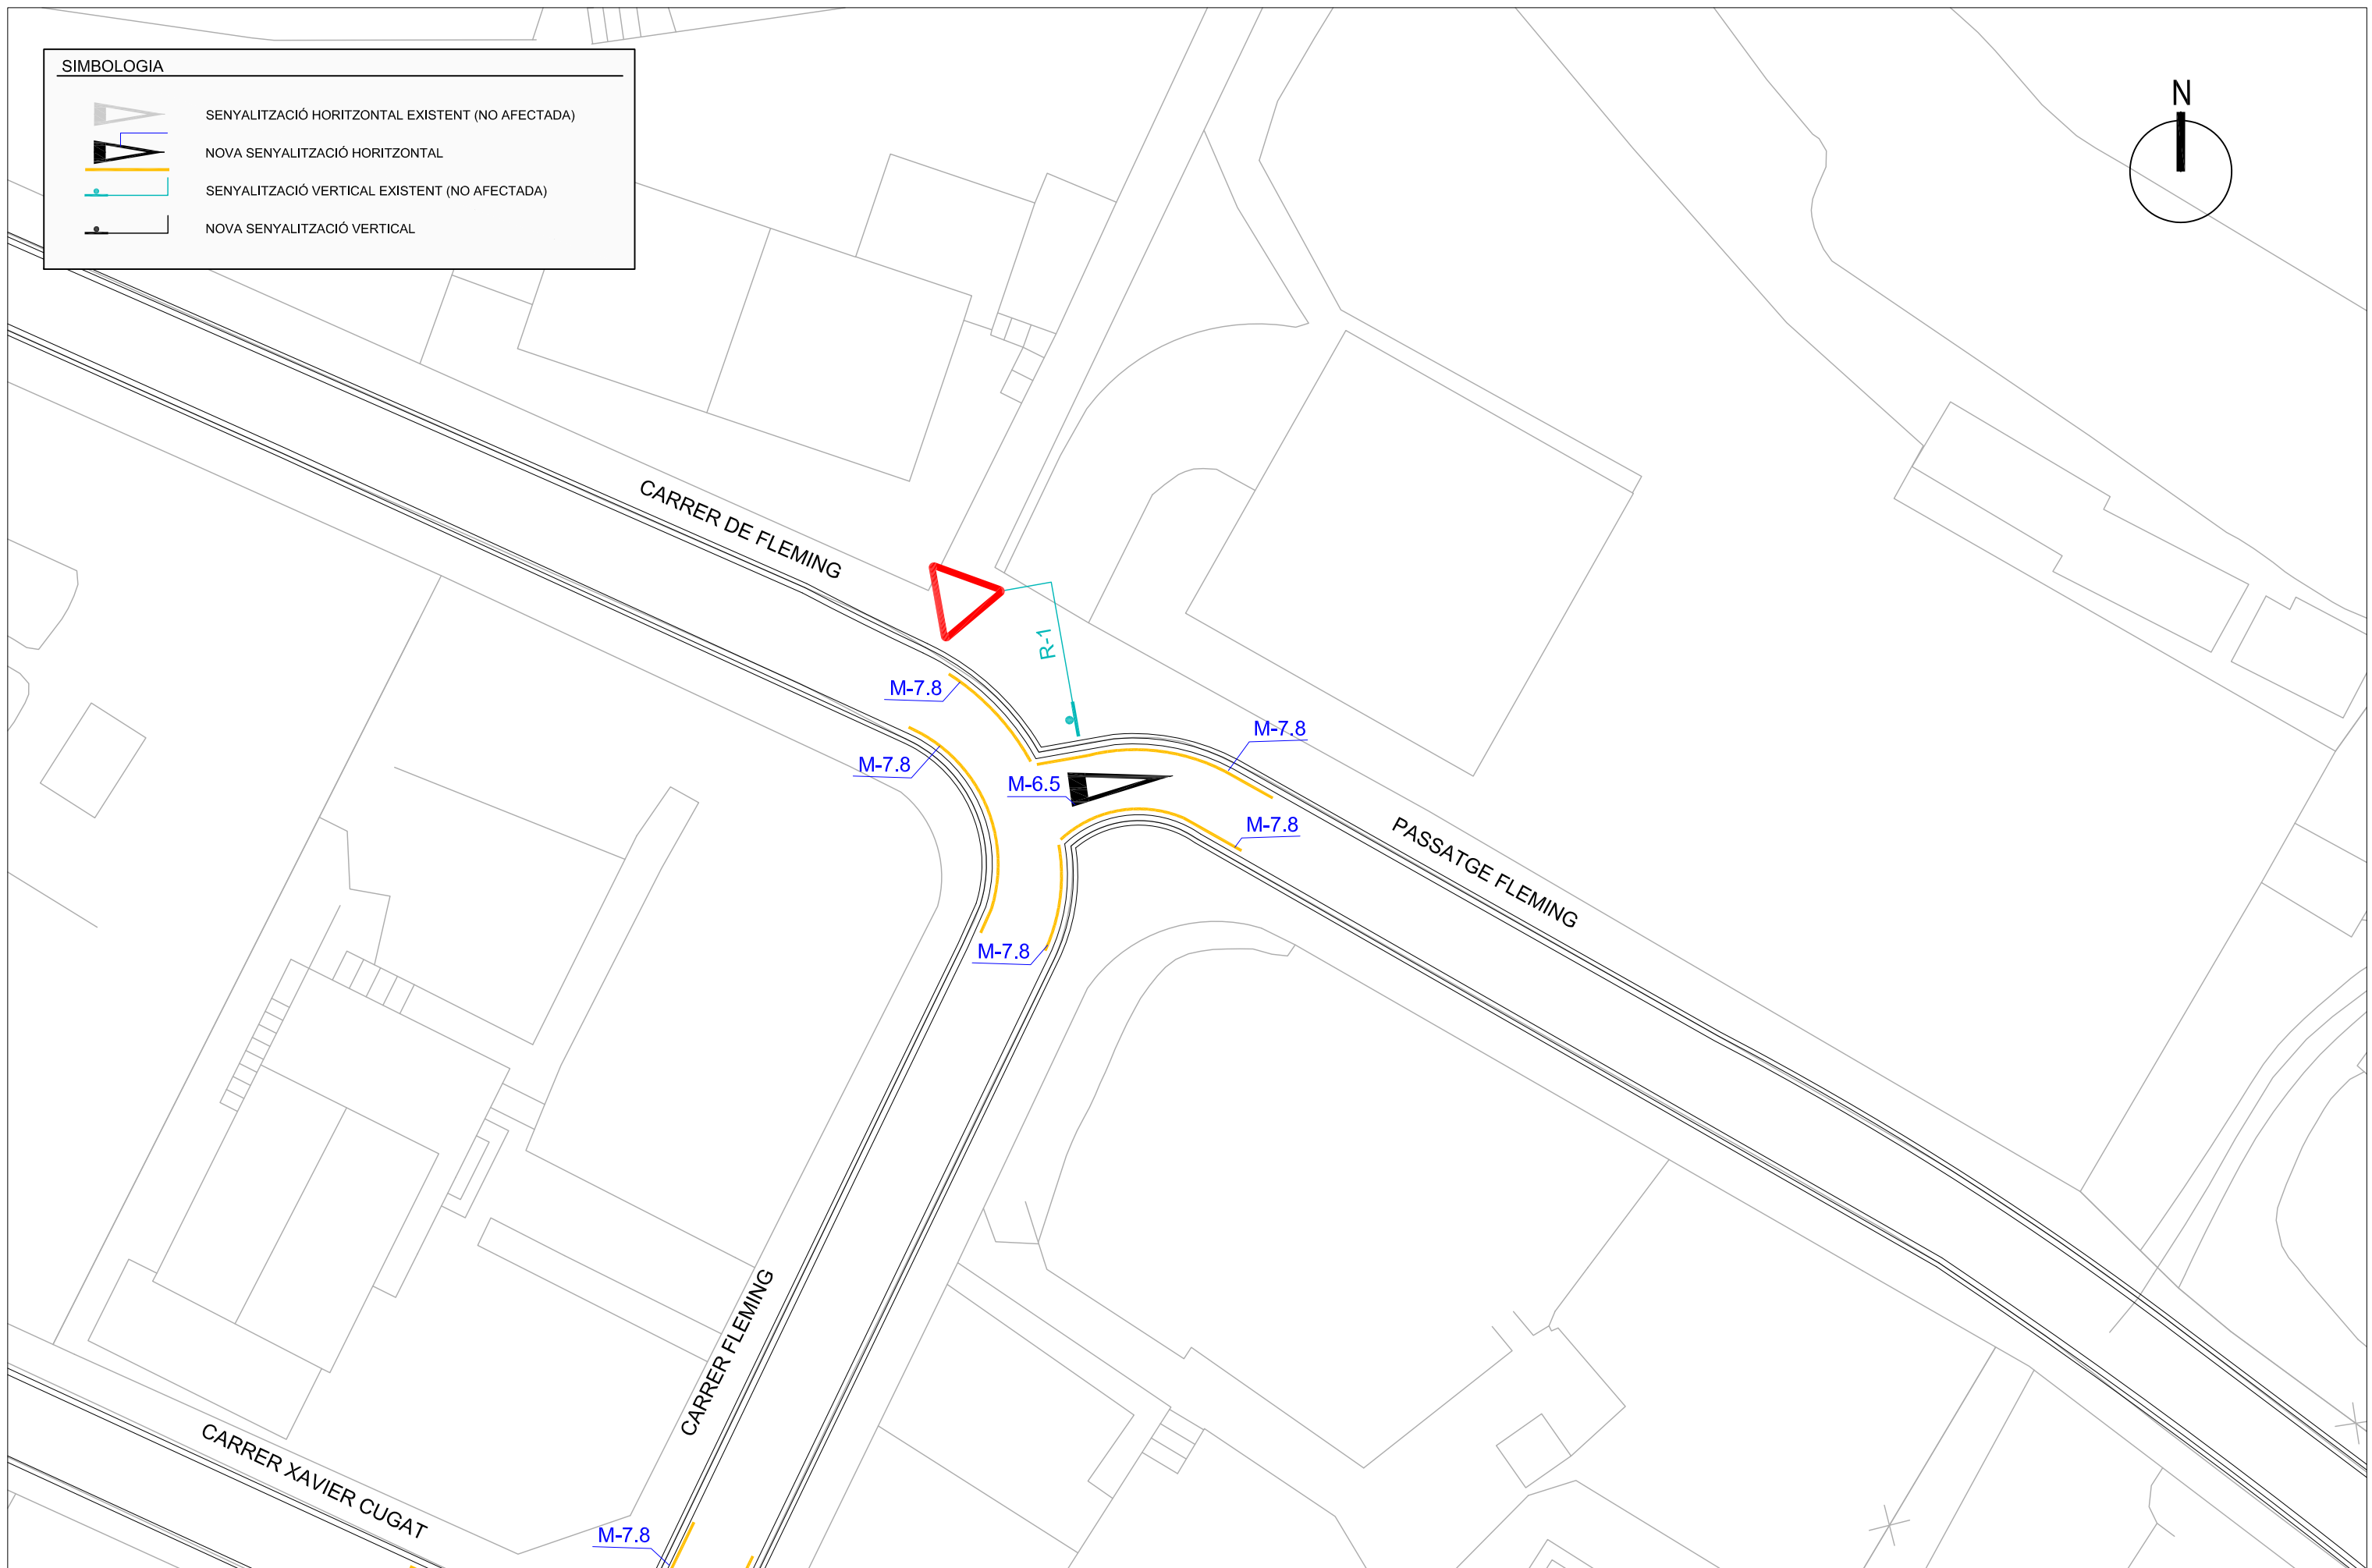 SIMBOLOGIA
SENYALITZACIÓ HORITZONTAL EXISTENT (NO AFECTADA)
NOVA SENYALITZACIÓ HORITZONTAL
SENYALITZACIÓ VERTICAL EXISTENT (NO AFECTADA)
NOVA SENYALITZACIÓ VERTICAL
N
CARRER DE FLEMING
R-1
M-7.8
M-7.8
M-7.8
M-6.5
M-7.8
PASSATGE FLEMING
M-7.8
CARRER FLEMING
CARRER XAVIER CUGAT
M-7.8